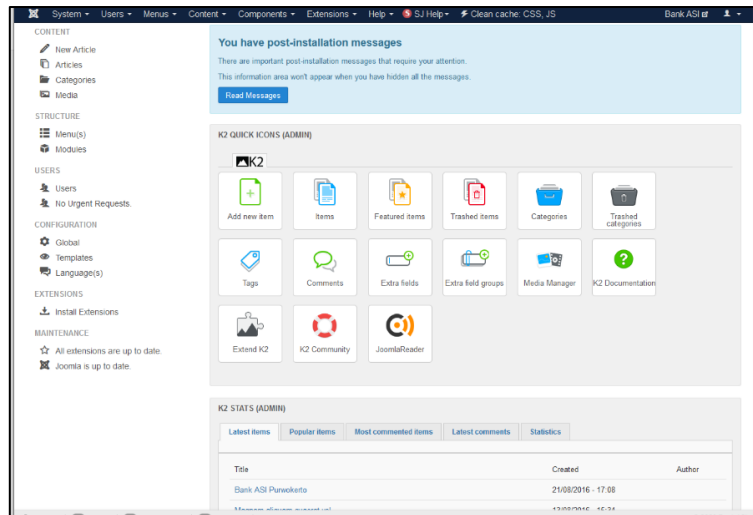 System Users Menus Content Components Extensions Help SJ Help Clean cache: CSS, JS Bank ASI
CONTENT
New Article
Articles
Categories
Media
STRUCTURE
Menu(s)
Modules
USERS
Users
No Urgent Requests.
CONFIGURATION
Global
Templates
Language(s)
EXTENSIONS
Install Extensions
MAINTENANCE
All extensions are up to date.
Joomla is up to date.
You have post-installation messages
There are important post-installation messages that require your attention.
This information area won't appear when you have hidden all the messages.
Read Messages
K2 QUICK ICONS (ADMIN)
K2
Add new item Items Featured items Trashed items Categories Trashed
categories
Tags Comments Extra fields Extra field groups Media Manager K2 Documentation
Extend K2 K2 Community JoomlaReader
K2 STATS (ADMIN)
Latest items Popular items Most commented items Latest comments Statistics
Title Created Author
Bank ASI Purwokerto 21/08/2016 - 17:08